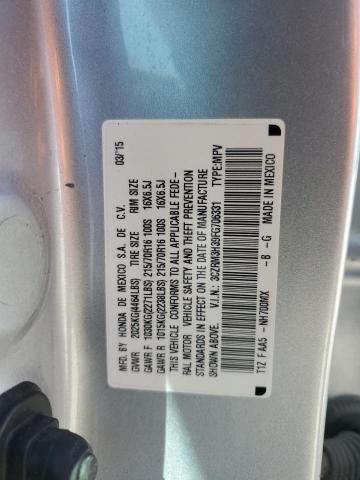 MFD. BY HONDA DE MEXICO S.A. DE C.V. 03/15
GVWR 2025KG(4464LBS) TIRE SIZE RIM SIZE
GAWR F 1030KG(2271LBS) 215/70R16 100S 16X6.5J
GAWR R 1015KG(2238LBS) 215/70R16 100S 16X6.5J
THIS VEHICLE CONFORMS TO ALL APPLICABLE FEDE-
RAL MOTOR VEHICLE SAFETY AND THEFT PREVENTION
STANDARDS IN EFFECT ON THE DATE OF MANUFACTURE
SHOWN ABOVE. V.I.N.: 3CZRM3H39FG706331 TYPE:MPV
T1Z F AA5 -NH700MX -B -G MADE IN MEXICO